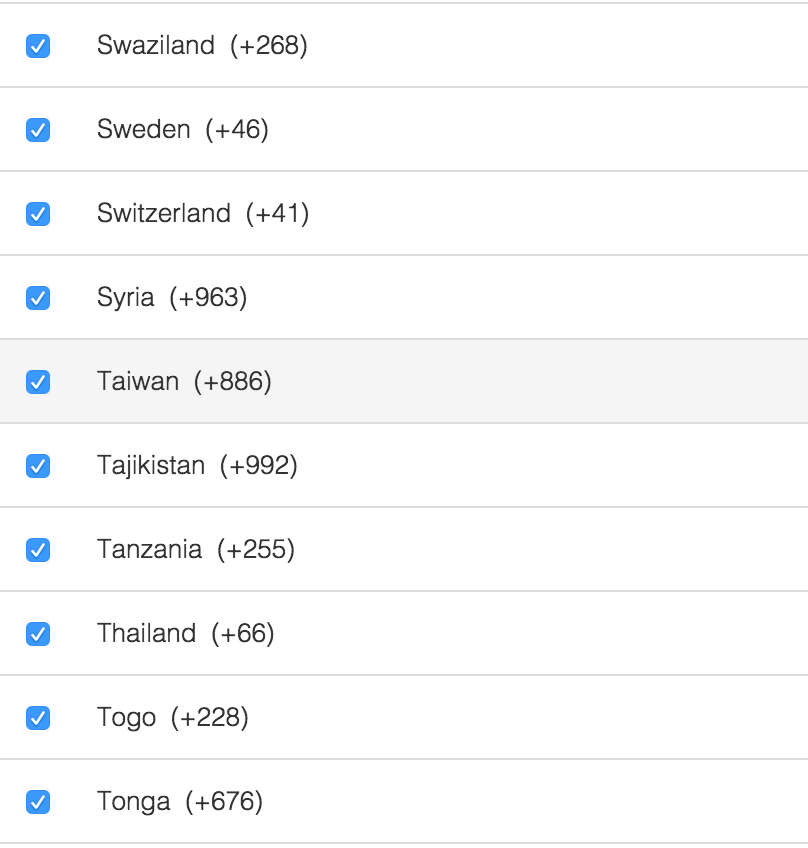 Swaziland (+268)
Sweden (+46)
Switzerland (+41)
Syria (+963)
Taiwan (+886)
Tajikistan (+992)
Tanzania (+255)
Thailand (+66)
Togo (+228)
Tonga (+676)